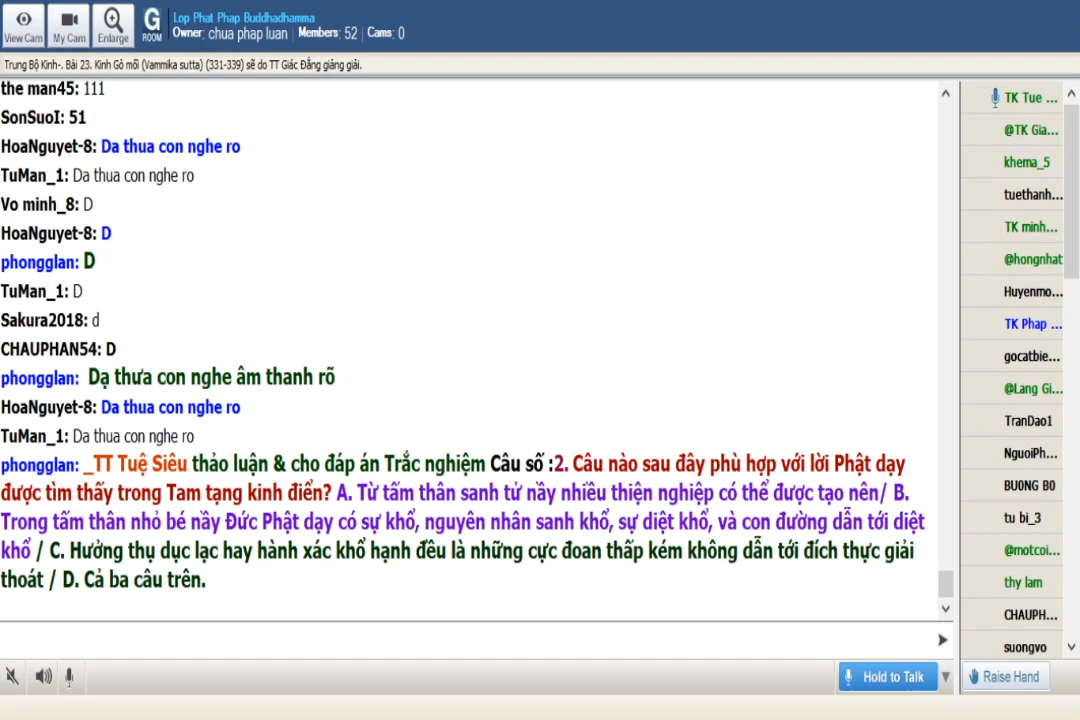 View Cam
My Cam
Enlarge
G
ROOM
Lop Phat Phap Buddhadhamma
Owner: chua phap luan | Members: 52 | Cams: 0
Trung Bộ Kinh-. Bài 23. Kinh Gò mối (Vammika sutta) (331-339) sẽ do TT Giác Đẳng giảng giải.
the man45: 111
SonSuoI: 51
HoaNguyet-8: Da thua con nghe ro
TuMan_1: Da thua con nghe ro
Vo minh_8: D
HoaNguyet-8: D
phongglan: D
TuMan_1: D
Sakura2018: d
CHAUPHAN54: D
phongglan: Dạ thưa con nghe âm thanh rõ
HoaNguyet-8: Da thua con nghe ro
TuMan_1: Da thua con nghe ro
phongglan: _TT Tuệ Siêu thảo luận & cho đáp án Trắc nghiệm Câu số :2. Câu nào sau đây phù hợp với lời Phật dạy
được tìm thấy trong Tam tạng kinh điển? A. Từ tấm thân sanh tử nầy nhiều thiện nghiệp có thể được tạo nên/ B.
Trong tấm thân nhỏ bé nầy Đức Phật dạy có sự khổ, nguyên nhân sanh khổ, sự diệt khổ, và con đường dẫn tới diệt
khổ / C. Hưởng thụ dục lạc hay hành xác khổ hạnh đều là những cực đoan thấp kém không dẫn tới đích thực giải
thoát / D. Cả ba câu trên.
TK Tue ...
@TK Gia...
khema_5
tuethanh...
TK minh...
@hongnhat
Huyenmo...
TK Phap ...
gocatbie...
@Lang Gi...
TranDao1
NguoiPh...
BU0NG B0
tu bi_3
@motcoi...
thy lam
CHAUPH...
suongvo
Hold to Talk
Raise Hand